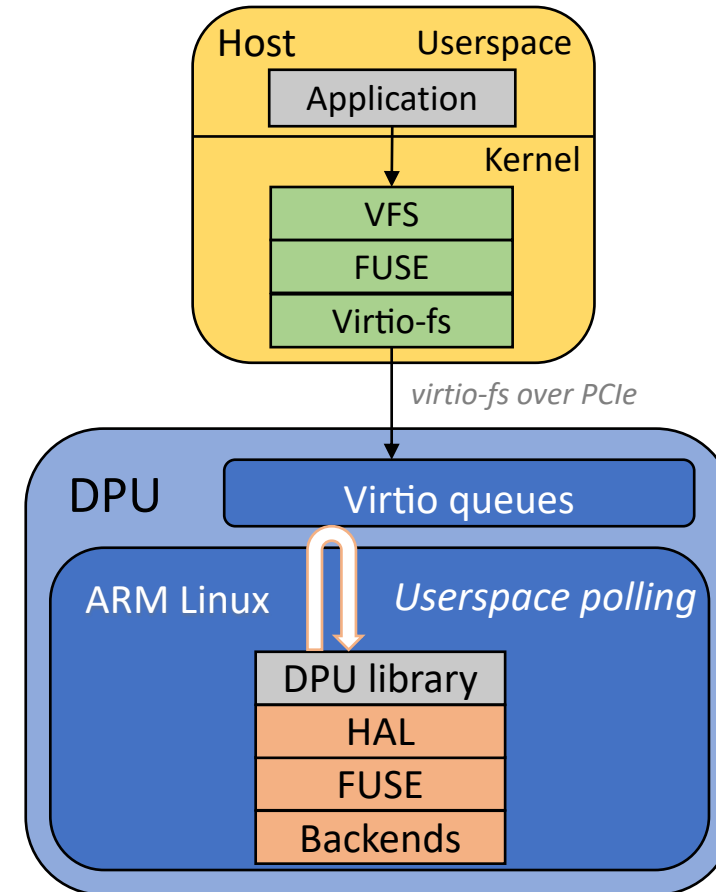 Host
Userspace
Application
Kernel
VFS
FUSE
Virtio-fs
virtio-fs over PCIe
DPU
Virtio queues
ARM Linux
Userspace polling
DPU library
HAL
FUSE
Backends